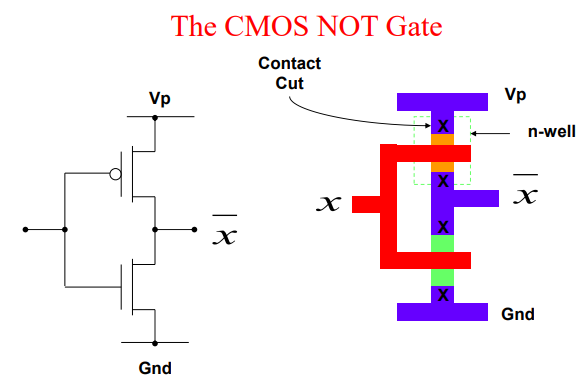 The CMOS NOT Gate
Contact
Cut
Vp
Vp
X
n-well
X
x
x̅
x̅
X
X
Gnd
Gnd